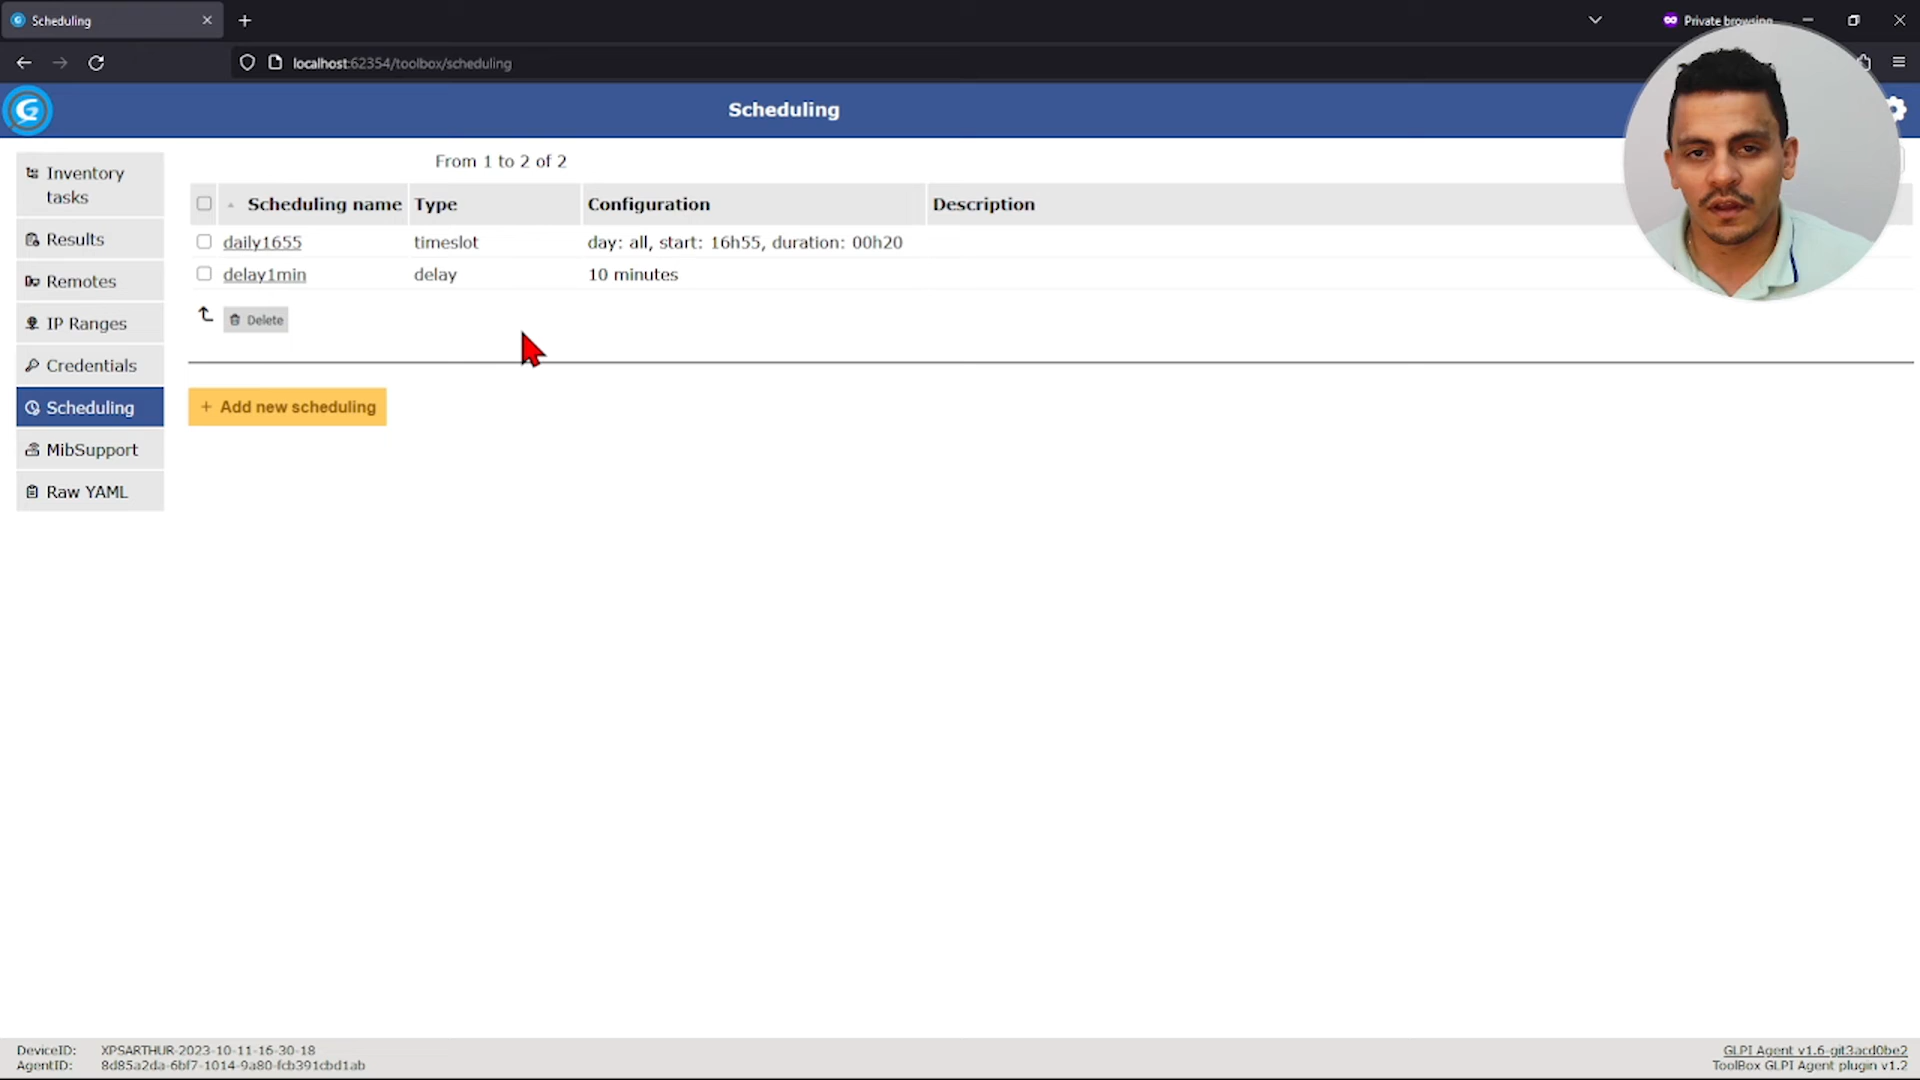 Scheduling
Private browsing
localhost:62354/toolbox/scheduling
Scheduling
Inventory
tasks
Results
Remotes
IP Ranges
Credentials
Scheduling
MibSupport
Raw YAML
From 1 to 2 of 2
Scheduling name Type Configuration Description
daily1655 timeslot day: all, start: 16h55, duration: 00h20
delay1min delay 10 minutes
Delete
+ Add new scheduling
DeviceID: XPSARTHUR-2023-10-11-16-30-18
AgentID: 8d85a2da-6bf7-1014-9a80-fcb391cbd1ab
GLPI Agent v1.6-git3acd0be2
ToolBox GLPI Agent plugin v1.2